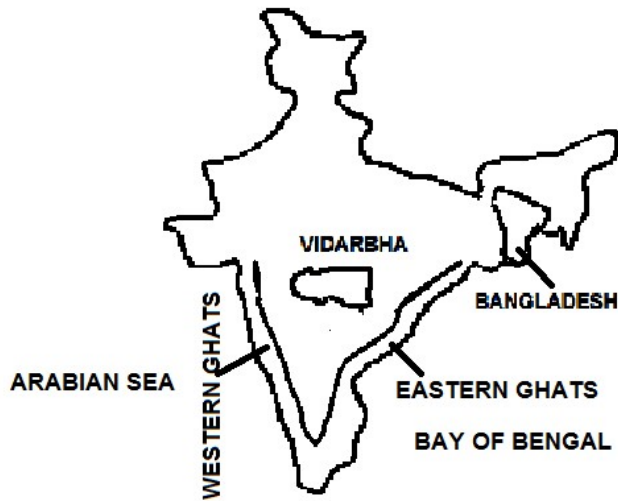 VIDARBHA
BANGLADESH
WESTERN GHATS
ARABIAN SEA
EASTERN GHATS
BAY OF BENGAL